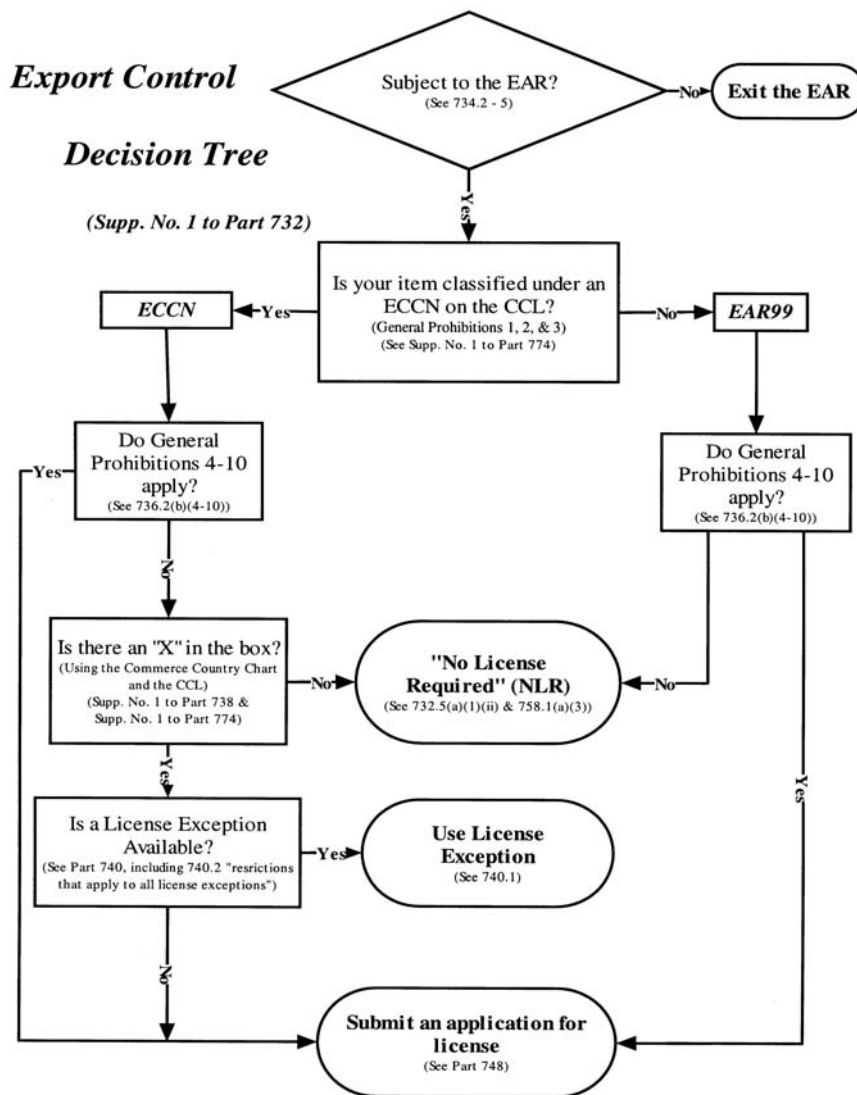 Export Control
Decision Tree
(Supp. No. 1 to Part 732)
Subject to the EAR?
(See 734.2 - 5)
No
Exit the EAR
Yes
Is your item classified under an
ECCN on the CCL?
(General Prohibitions 1, 2, & 3)
(See Supp. No. 1 to Part 774)
Yes
ECCN
No
EAR99
Do General
Prohibitions 4-10
apply?
(See 736.2(b)(4-10))
Yes
No
Do General
Prohibitions 4-10
apply?
(See 736.2(b)(4-10))
No
Yes
Is there an "X" in the box?
(Using the Commerce Country Chart
and the CCL)
(Supp. No. 1 to Part 738 &
Supp. No. 1 to Part 774)
No
"No License
Required" (NLR)
(See 732.5(a)(1)(ii) & 758.1(a)(3))
Yes
Is a License Exception
Available?
(See Part 740, including 740.2 "resrictions
that apply to all license exceptions")
Yes
Use License
Exception
(See 740.1)
No
Submit an application for
license
(See Part 748)